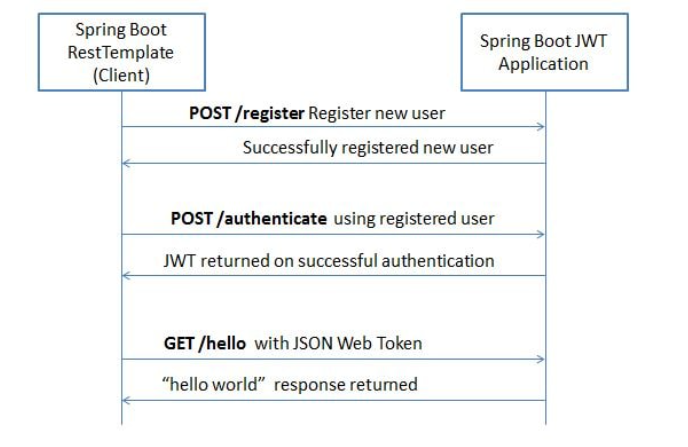 Spring Boot
RestTemplate
(Client)
Spring Boot JWT
Application
POST /register Register new user
Successfully registered new user
POST /authenticate using registered user
JWT returned on successful authentication
GET /hello with JSON Web Token
“hello world” response returned